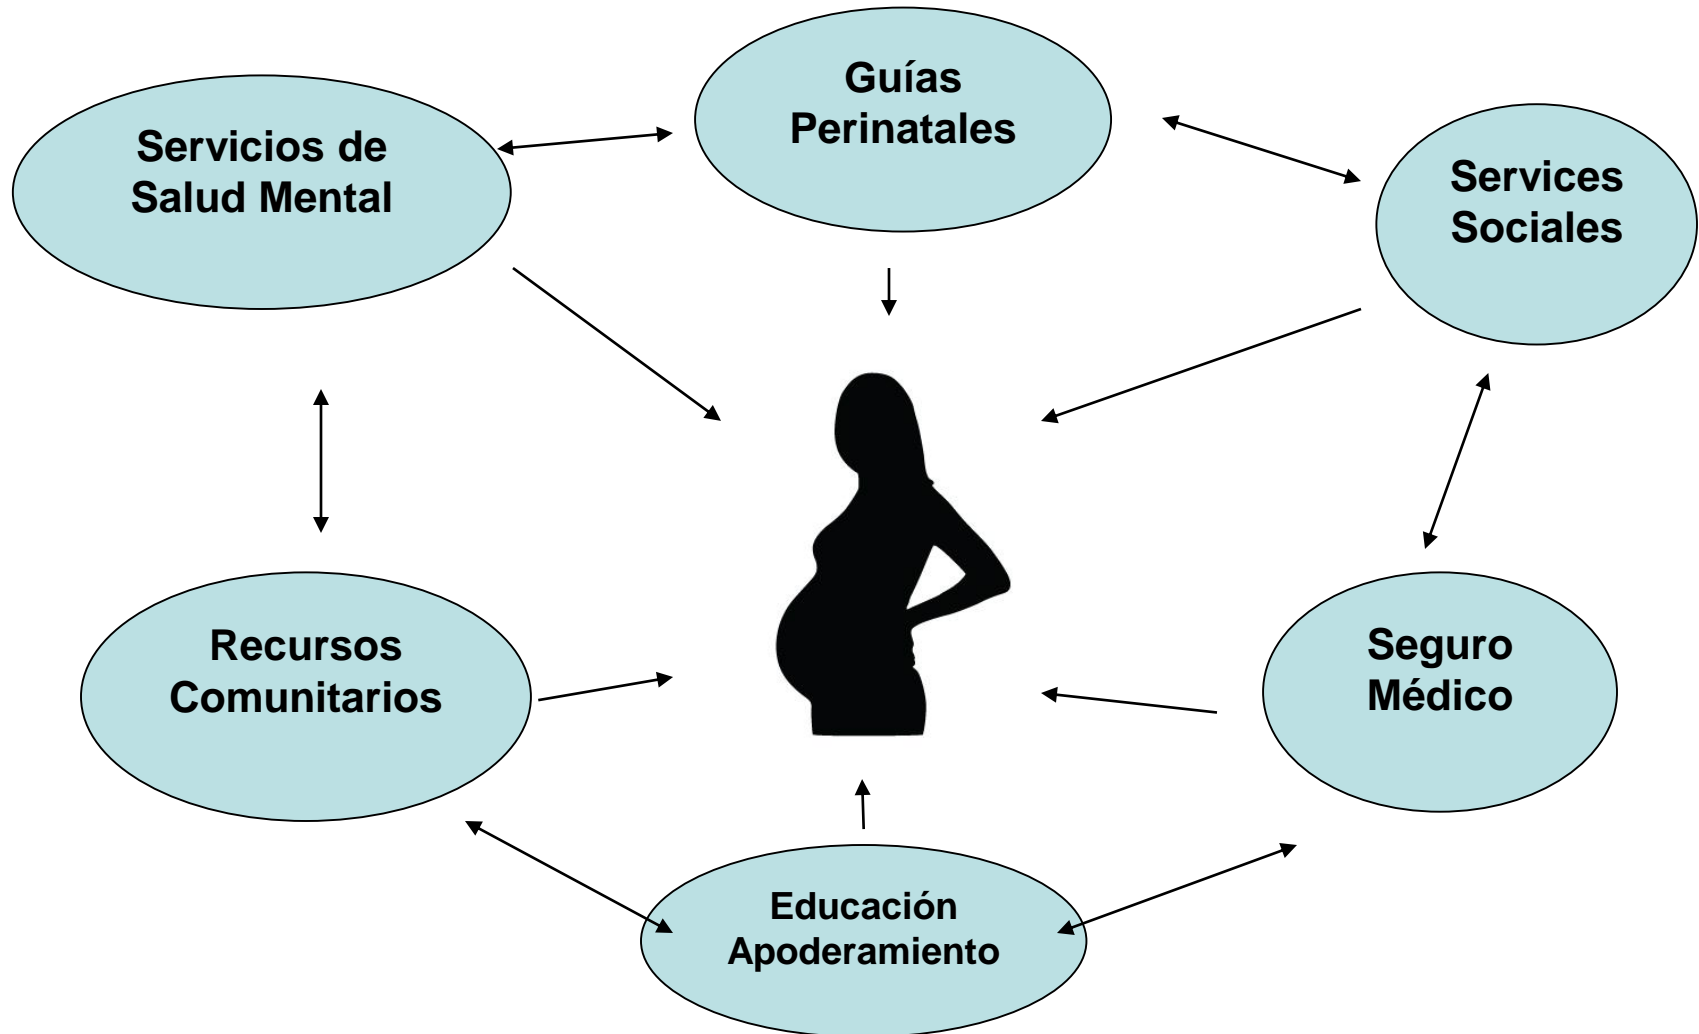 Guías
Perinatales
Servicios de
Salud Mental
Services
Sociales
Recursos
Comunitarios
Seguro
Médico
Educación
Apoderamiento